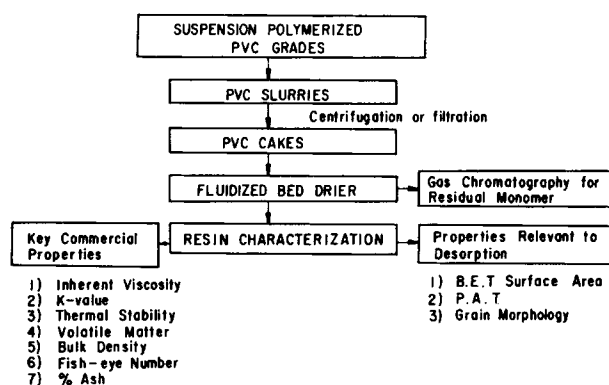 SUSPENSION POLYMERIZED
PVC GRADES
PVC SLURRIES
Centrifugation or filtration
PVC CAKES
FLUIDIZED BED DRIER
Gas Chromatography for
Residual Monomer
Key Commercial
Properties
RESIN CHARACTERIZATION
Properties Relevant to
Desorption
1) Inherent Viscosity
2) K-value
3) Thermal Stability
4) Volatile Matter
5) Bulk Density
6) Fish-eye Number
7) % Ash
1) B.E.T Surface Area
2) P.A.T
3) Grain Morphology